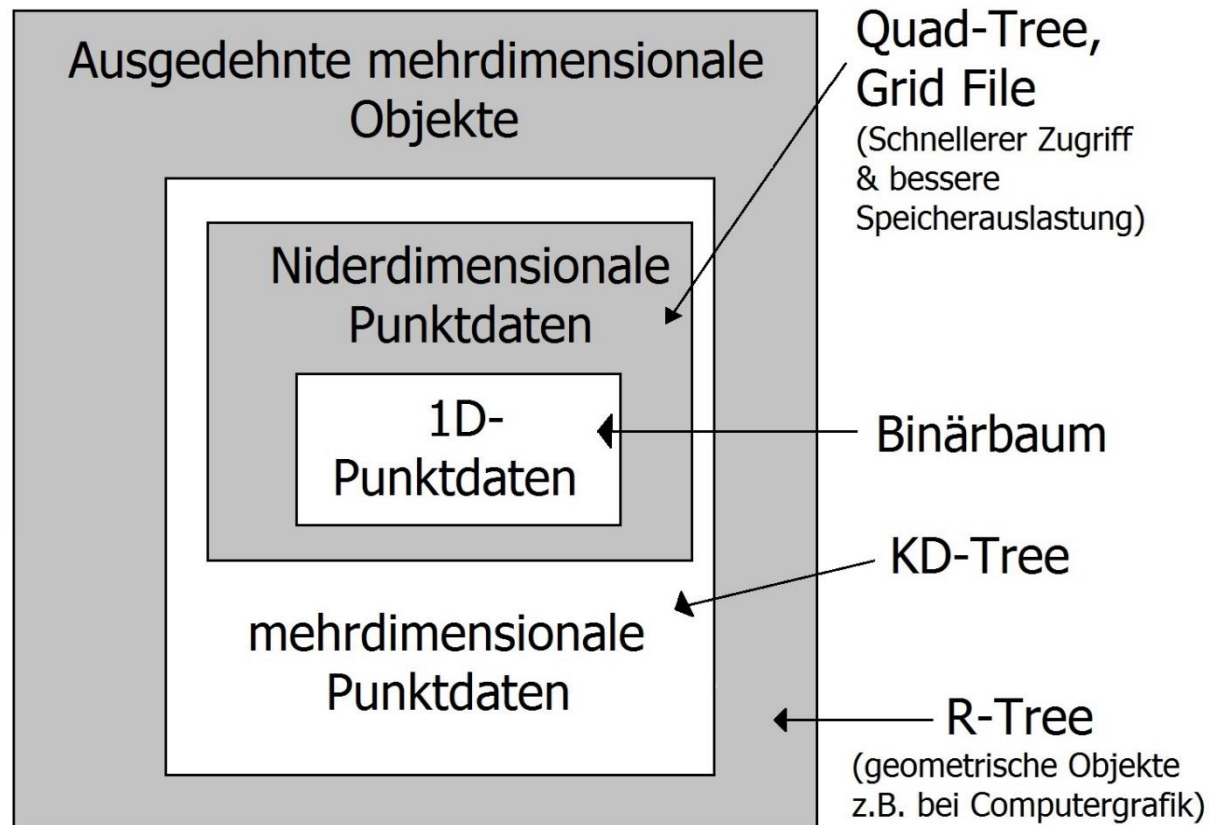 Ausgedehnte mehrdimensionale
Objekte
Niderdimensionale
Punktdaten
1D-
Punktdaten
mehrdimensionale
Punktdaten
Quad-Tree,
Grid File
(Schnellerer Zugriff
& bessere
Speicherauslastung)
Binärbaum
KD-Tree
R-Tree
(geometrische Objekte
z.B. bei Computergrafik)